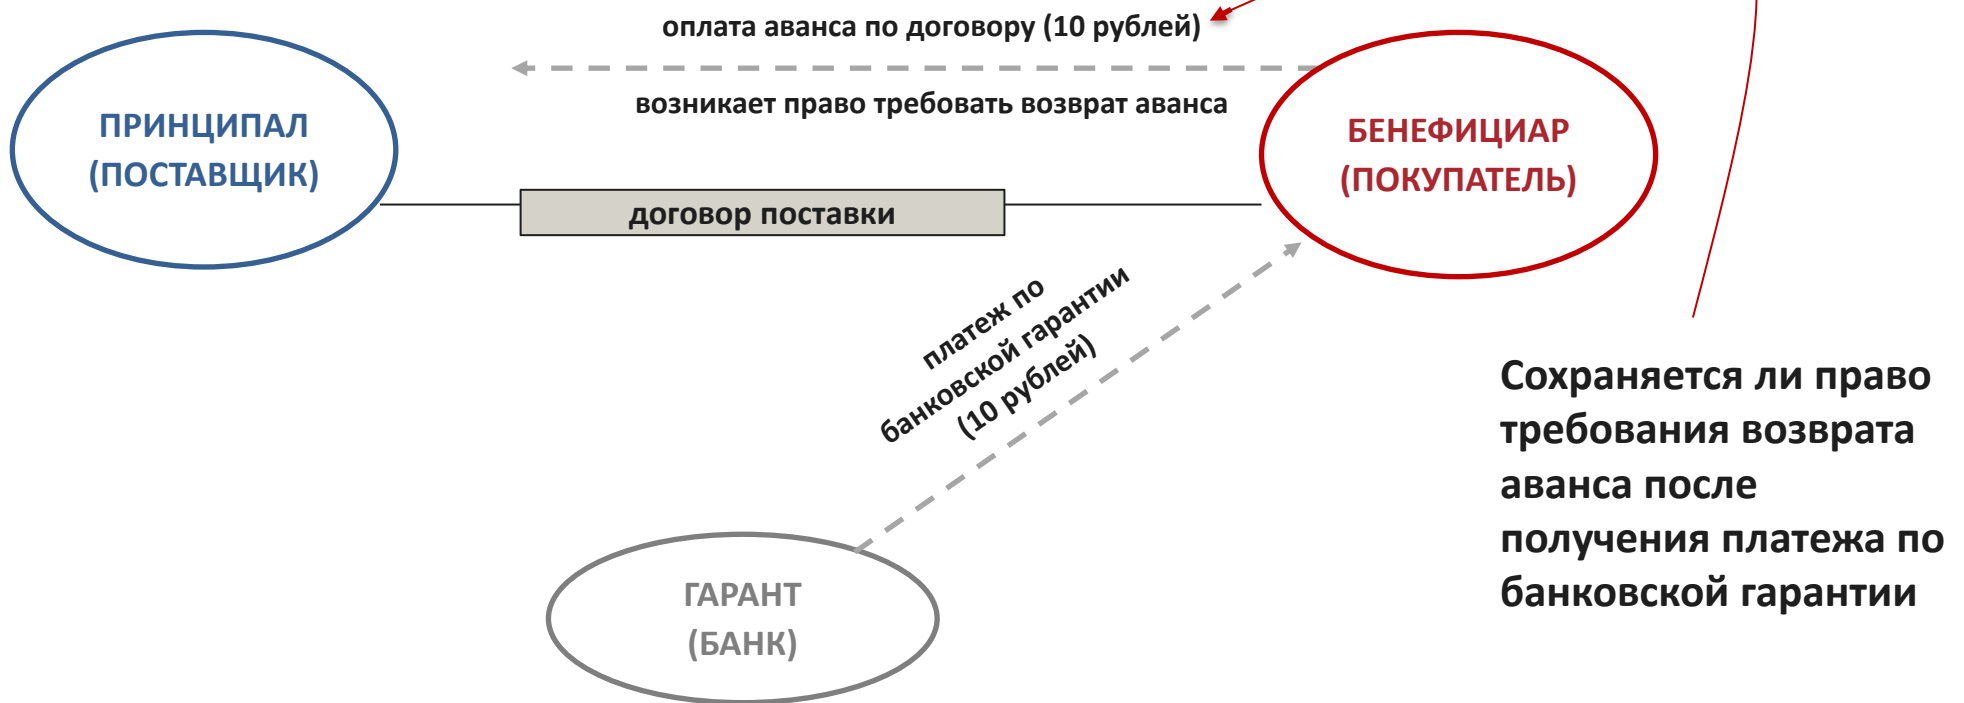 оплата аванса по договору (10 рублей)
возникает право требовать возврат аванса
ПРИНЦИПАЛ
(ПОСТАВЩИК)
БЕНЕФИЦИАР
(ПОКУПАТЕЛЬ)
договор поставки
платеж по
банковской гарантии
(10 рублей)
Сохраняется ли право
требования возврата
аванса после
получения платежа по
банковской гарантии
ГАРАНТ
(БАНК)